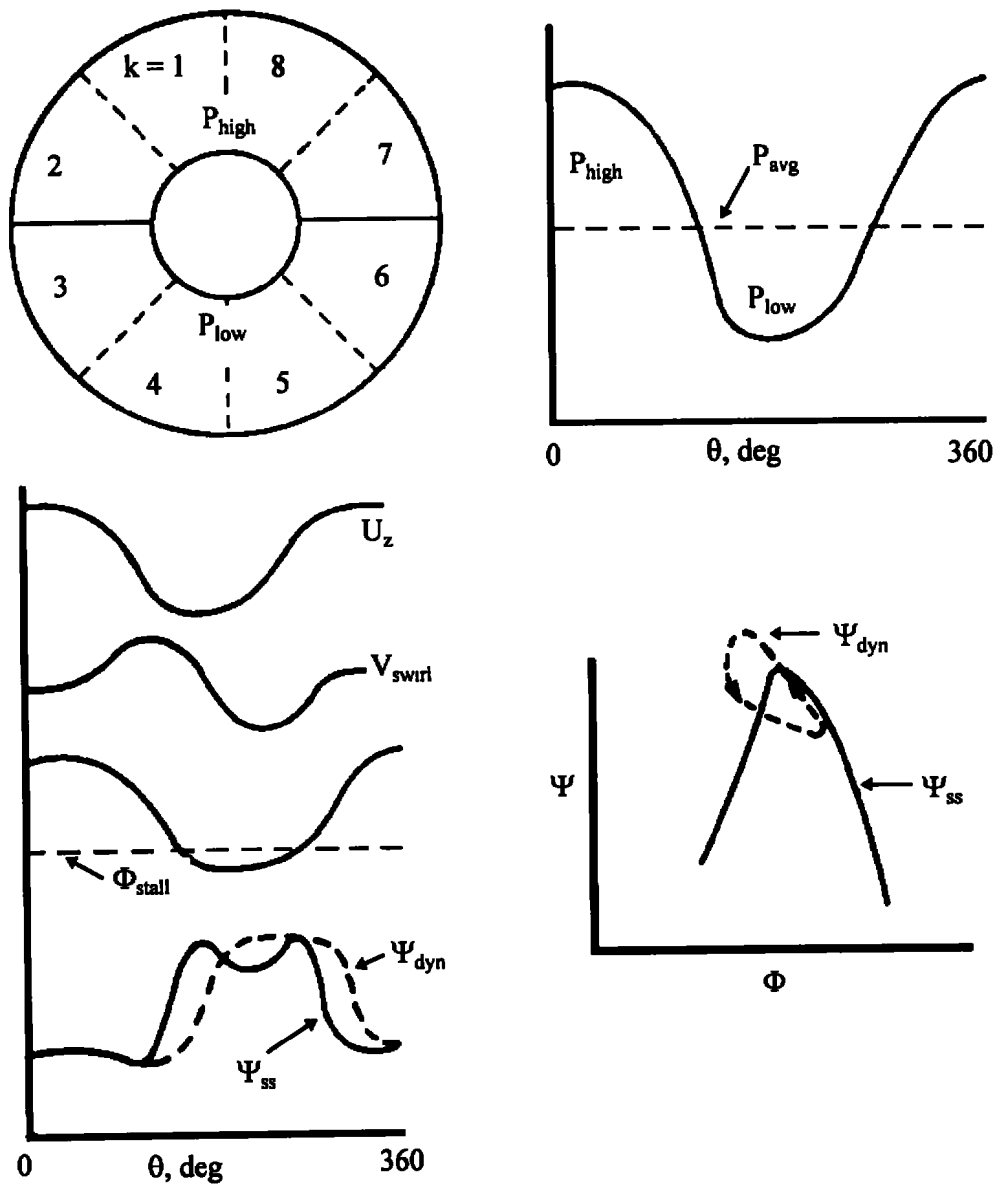 k = 1
8
P_high
2
7
3
6
P_low
4
5
P_high
P_avg
P_low
0
θ, deg
360
U_z
V_swirl
Φ_stall
Ψ_dyn
Ψ_ss
0
θ, deg
360
Ψ_dyn
Ψ
Ψ_ss
Φ